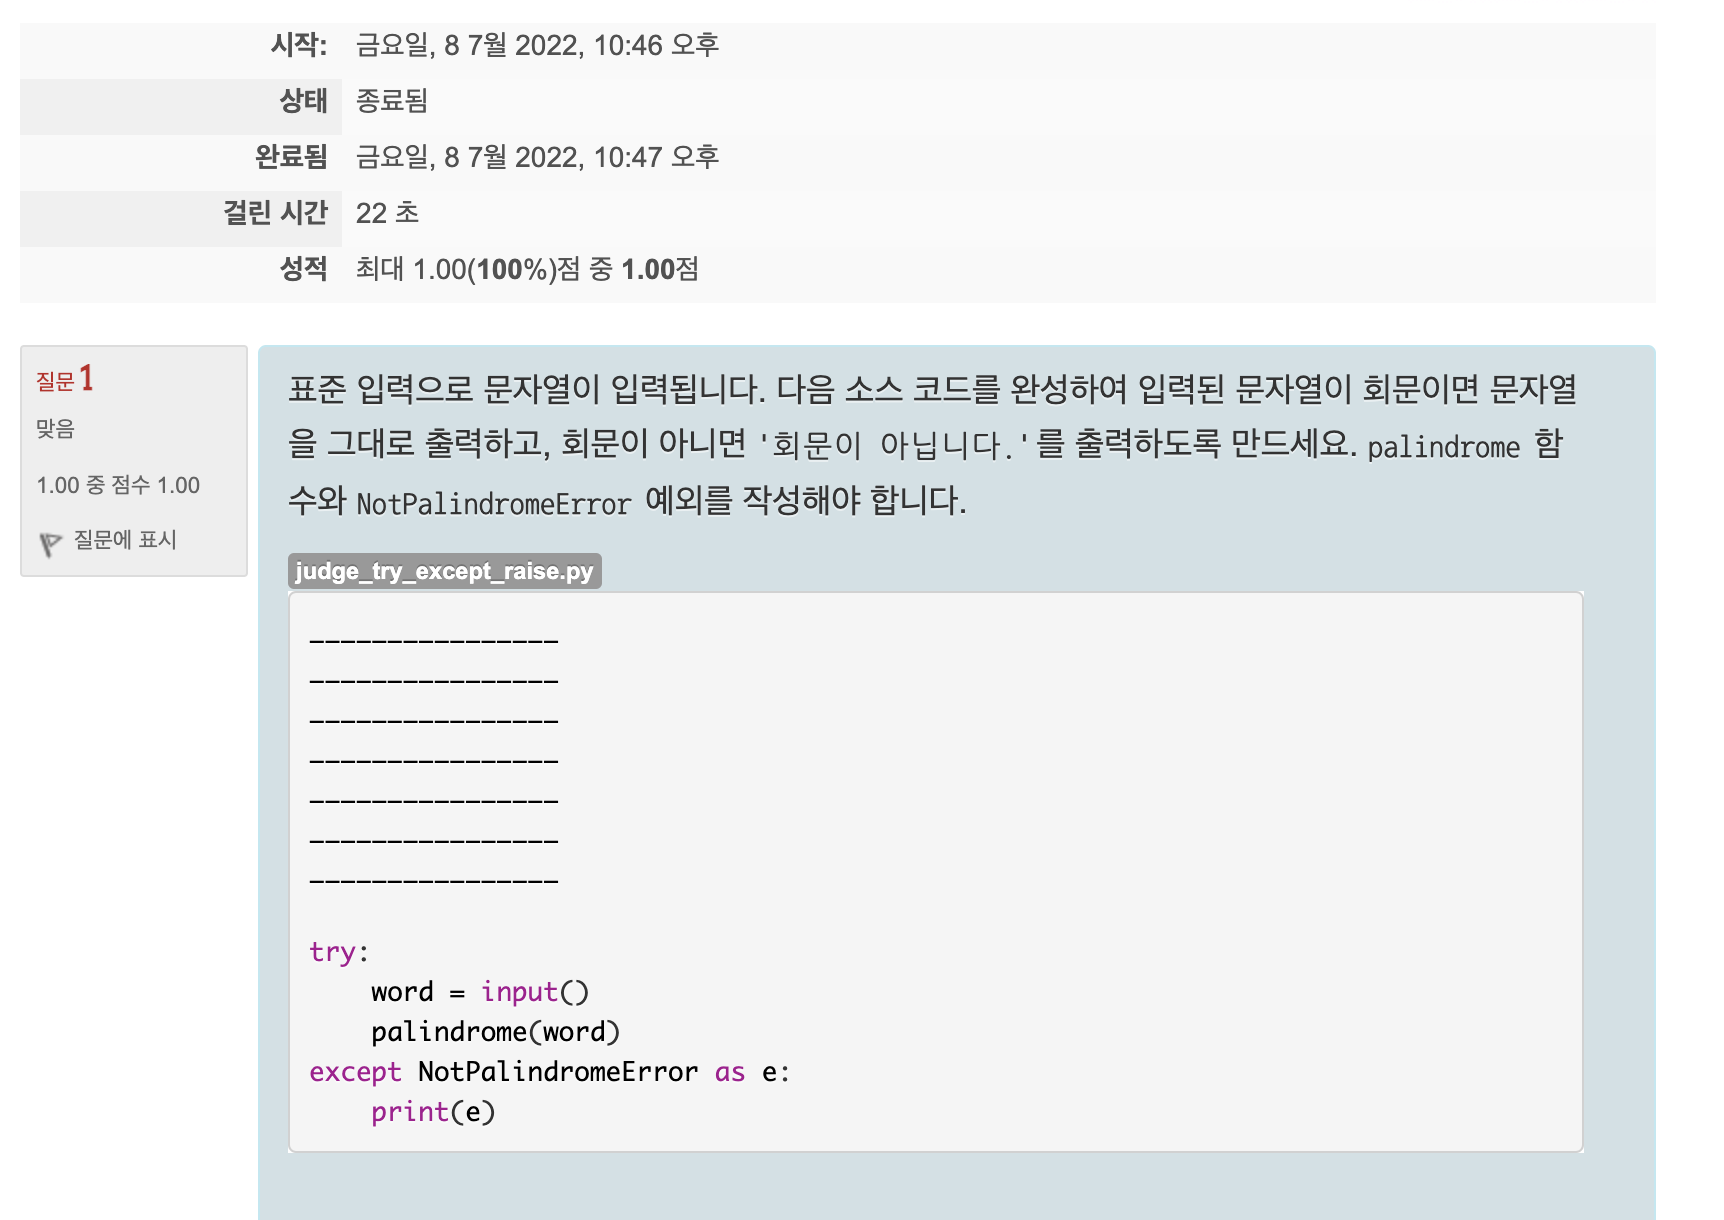 시작: 금요일, 8 7월 2022, 10:46 오후
상태 종료됨
완료됨 금요일, 8 7월 2022, 10:47 오후
걸린 시간 22 초
성적 최대 1.00(100%)점 중 1.00점
질문 1
맞음
1.00 중 점수 1.00
질문에 표시
표준 입력으로 문자열이 입력됩니다. 다음 소스 코드를 완성하여 입력된 문자열이 회문이면 문자열
을 그대로 출력하고, 회문이 아니면 '회문이 아닙니다.'를 출력하도록 만드세요. palindrome 함
수와 NotPalindromeError 예외를 작성해야 합니다.
judge_try_except_raise.py
________________
________________
________________
________________
________________
________________
________________
try:
    word = input()
    palindrome(word)
except NotPalindromeError as e:
    print(e)